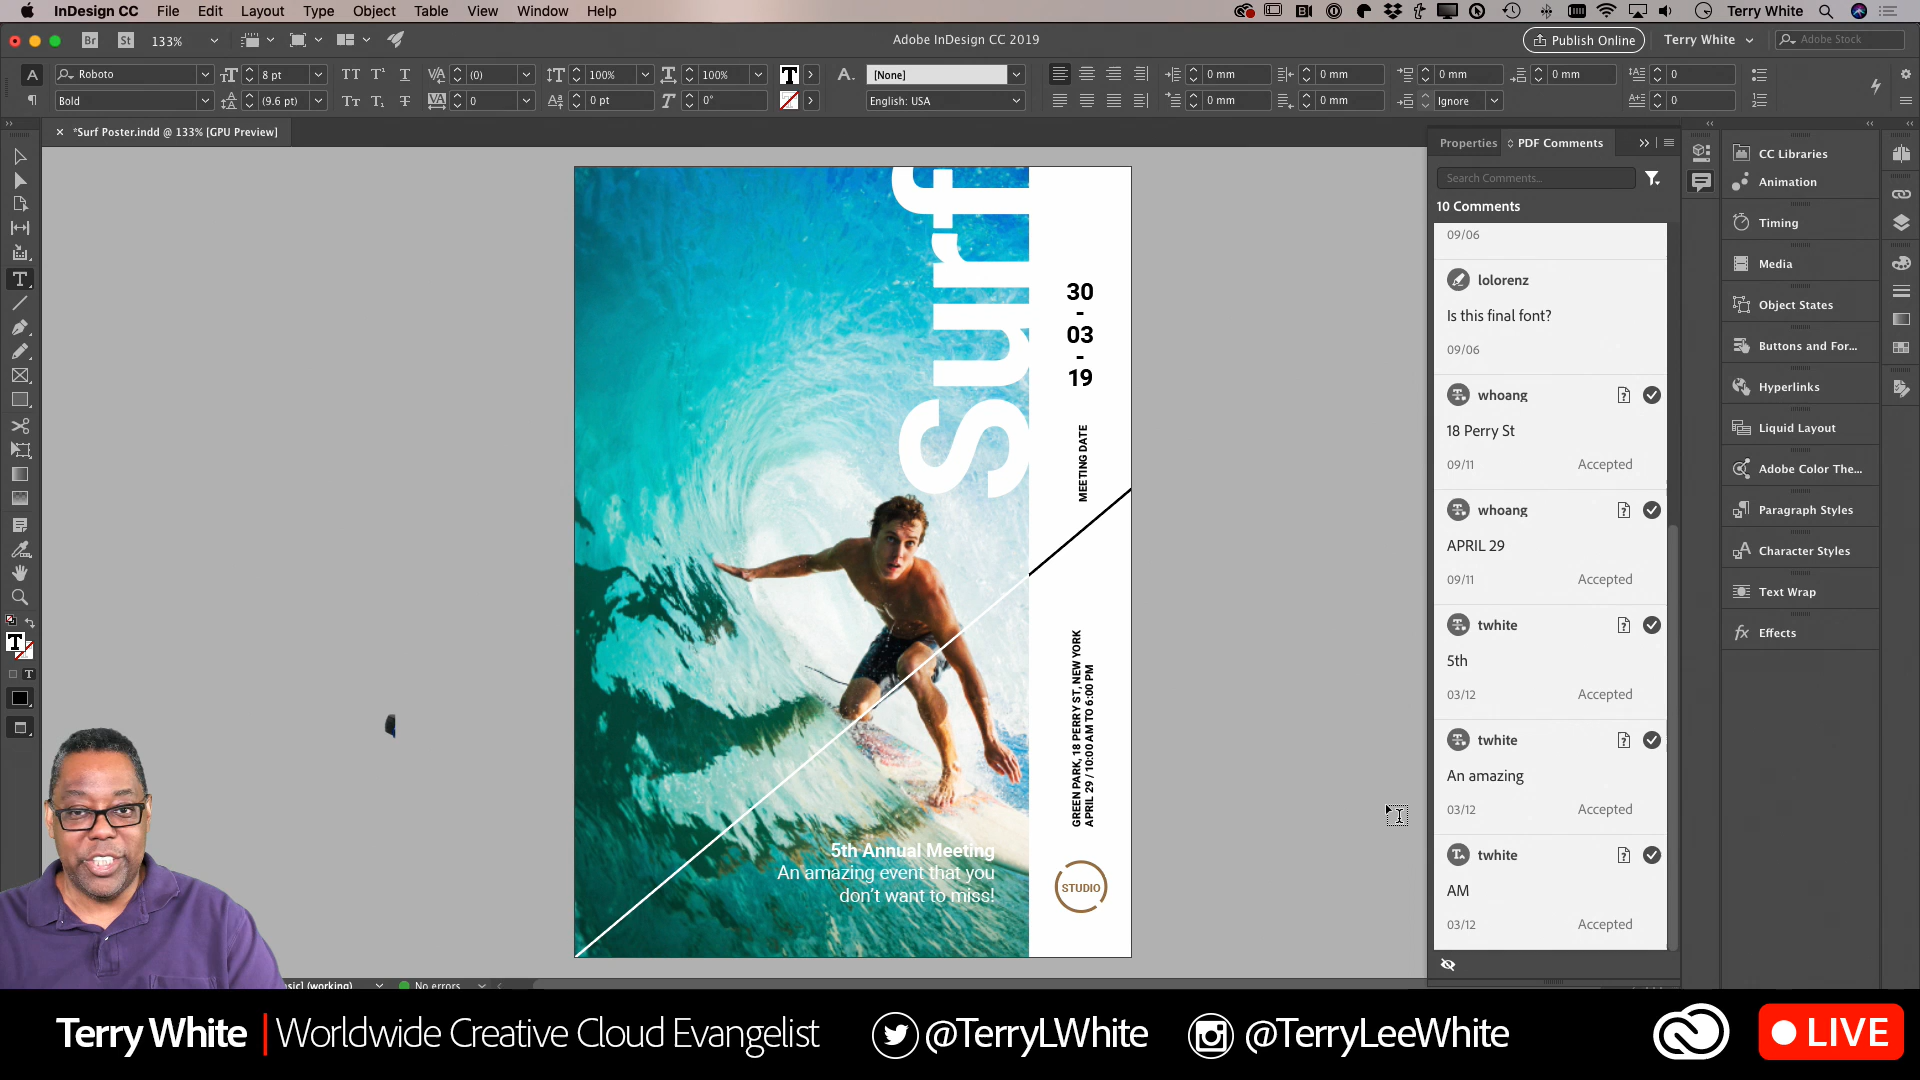 InDesign CC File Edit Layout Type Object Table View Window Help Terry White
Br St 133% Adobe InDesign CC 2019 Publish Online Terry White Adobe Stock
A Roboto 8 pt TT (0) 100% 100% A. [None] 0 mm 0 mm 0 mm 0 mm 0
Bold (9.6 pt) 0 0 pt 0° English: USA 0 mm 0 mm Ignore 0
*Surf Poster.indd @ 133% [GPU Preview]
Properties PDF Comments
Search Comments...
10 Comments
09/06
lolorenz
Is this final font?
09/06
whoang
18 Perry St
09/11 Accepted
whoang
APRIL 29
09/11 Accepted
twhite
5th
03/12 Accepted
twhite
An amazing
03/12 Accepted
twhite
AM
03/12 Accepted
CC Libraries
Animation
Timing
Media
Object States
Buttons and For...
Hyperlinks
Liquid Layout
Adobe Color The...
Paragraph Styles
Character Styles
Text Wrap
Effects
Surf
30
-
03
-
19
MEETING DATE
GREEN PARK, 18 PERRY ST, NEW YORK
APRIL 29 / 10:00 AM TO 6:00 PM
5th Annual Meeting
An amazing event that you
don't want to miss!
STUDIO
(working) No errors
Terry White | Worldwide Creative Cloud Evangelist @TerryLWhite @TerryLeeWhite LIVE